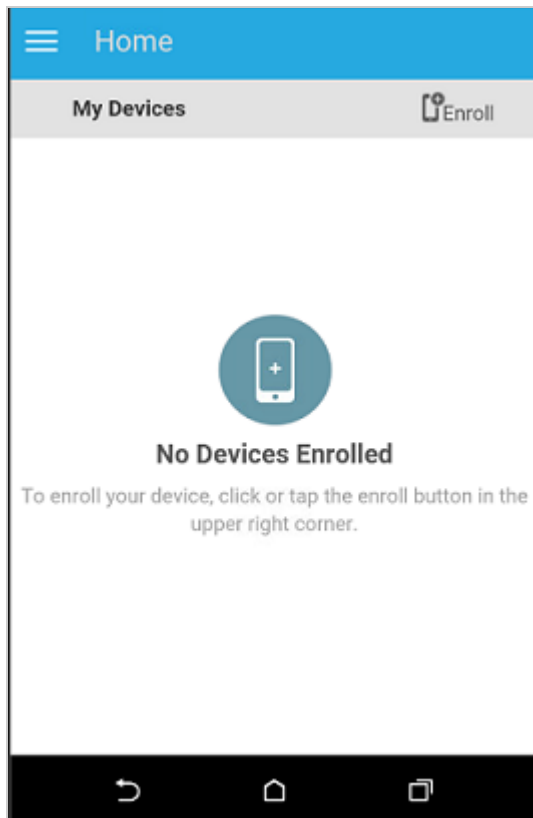 Home
My Devices
Enroll
No Devices Enrolled
To enroll your device, click or tap the enroll button in the
upper right corner.